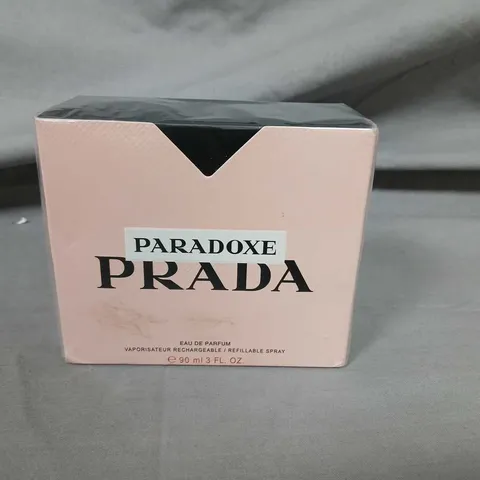 PARADOXE
PRADA
EAU DE PARFUM
VAPORISATEUR RECHARGEABLE / REFILLABLE SPRAY
℮ 90 ml 3 FL. OZ.